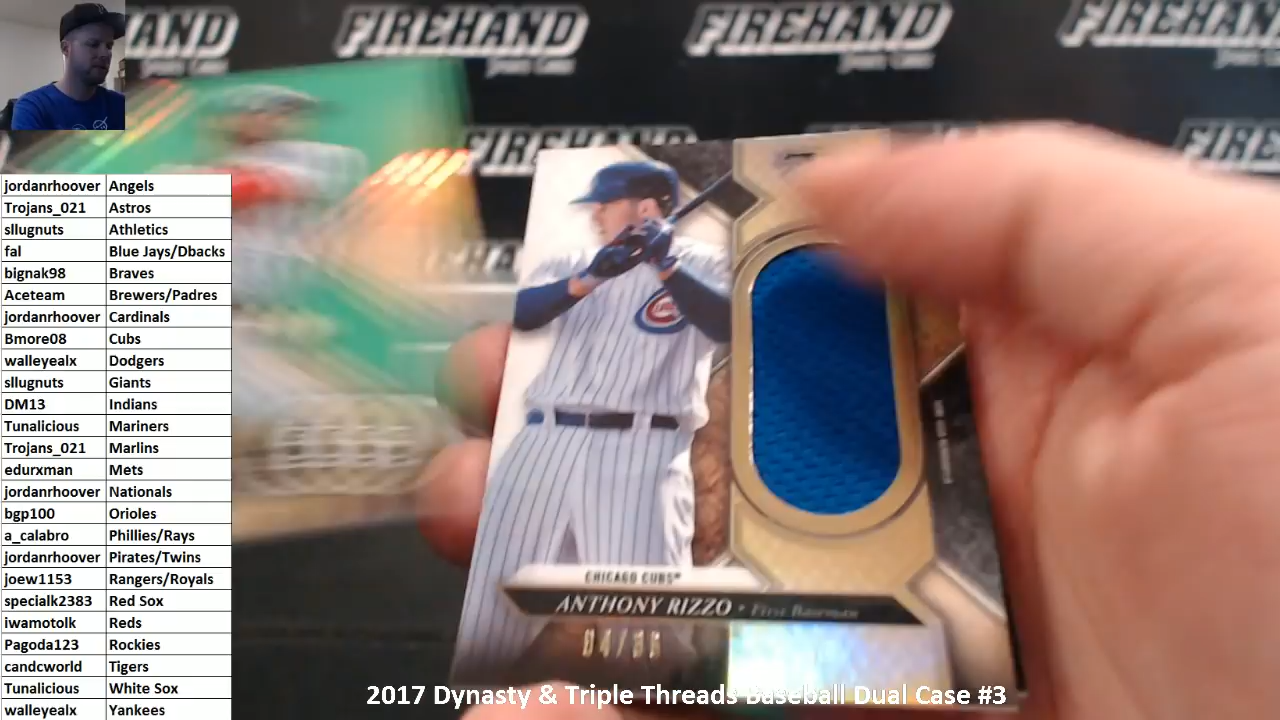 FIREHAND FIREHAND FIREHAND
FIREHAND
jordanrhoover Angels
Trojans_021 Astros
sllugnuts Athletics
fal Blue Jays/Dbacks
bignak98 Braves
Aceteam Brewers/Padres
jordanrhoover Cardinals
Bmore08 Cubs
walleyealx Dodgers
sllugnuts Giants
DM13 Indians
Tunalicious Mariners
Trojans_021 Marlins
edurxman Mets
jordanrhoover Nationals
bgp100 Orioles
a_calabro Phillies/Rays
jordanrhoover Pirates/Twins
joew1153 Rangers/Royals
specialk2383 Red Sox
iwamotolk Reds
Pagoda123 Rockies
candcworld Tigers
Tunalicious White Sox
walleyealx Yankees
CHICAGO CUBS
ANTHONY RIZZO • First Baseman
2017 Dynasty & Triple Threads Baseball Dual Case #3